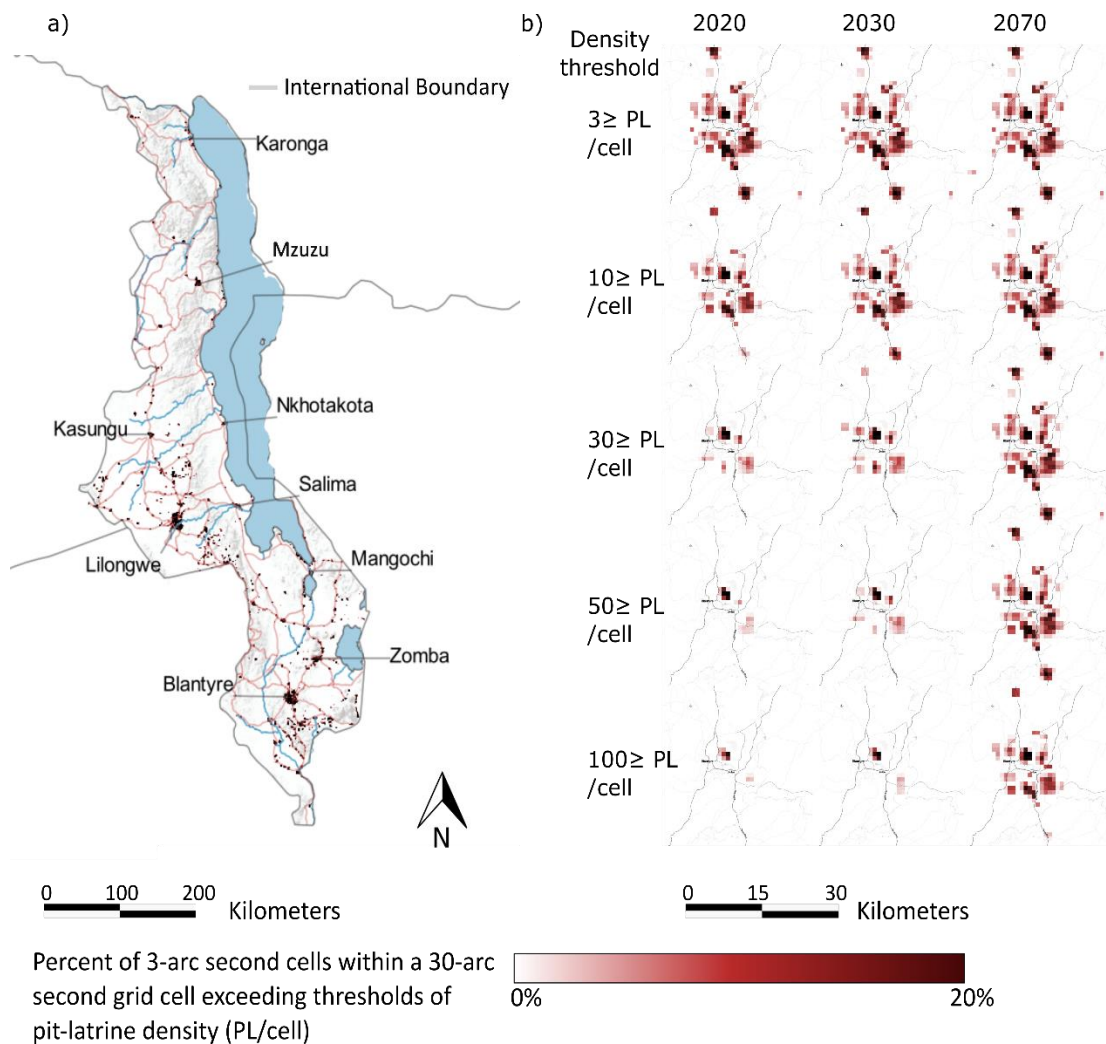 a)
International Boundary
Karonga
Mzuzu
Nkhotakota
Kasungu
Salima
Lilongwe
Mangochi
Zomba
Blantyre
N
0 100 200
Kilometers
b)
2020 2030 2070
Density
threshold
3≥ PL
/cell
10≥ PL
/cell
30≥ PL
/cell
50≥ PL
/cell
100≥ PL
/cell
0 15 30
Kilometers
Percent of 3-arc second cells within a 30-arc
second grid cell exceeding thresholds of
pit-latrine density (PL/cell)
0% 20%